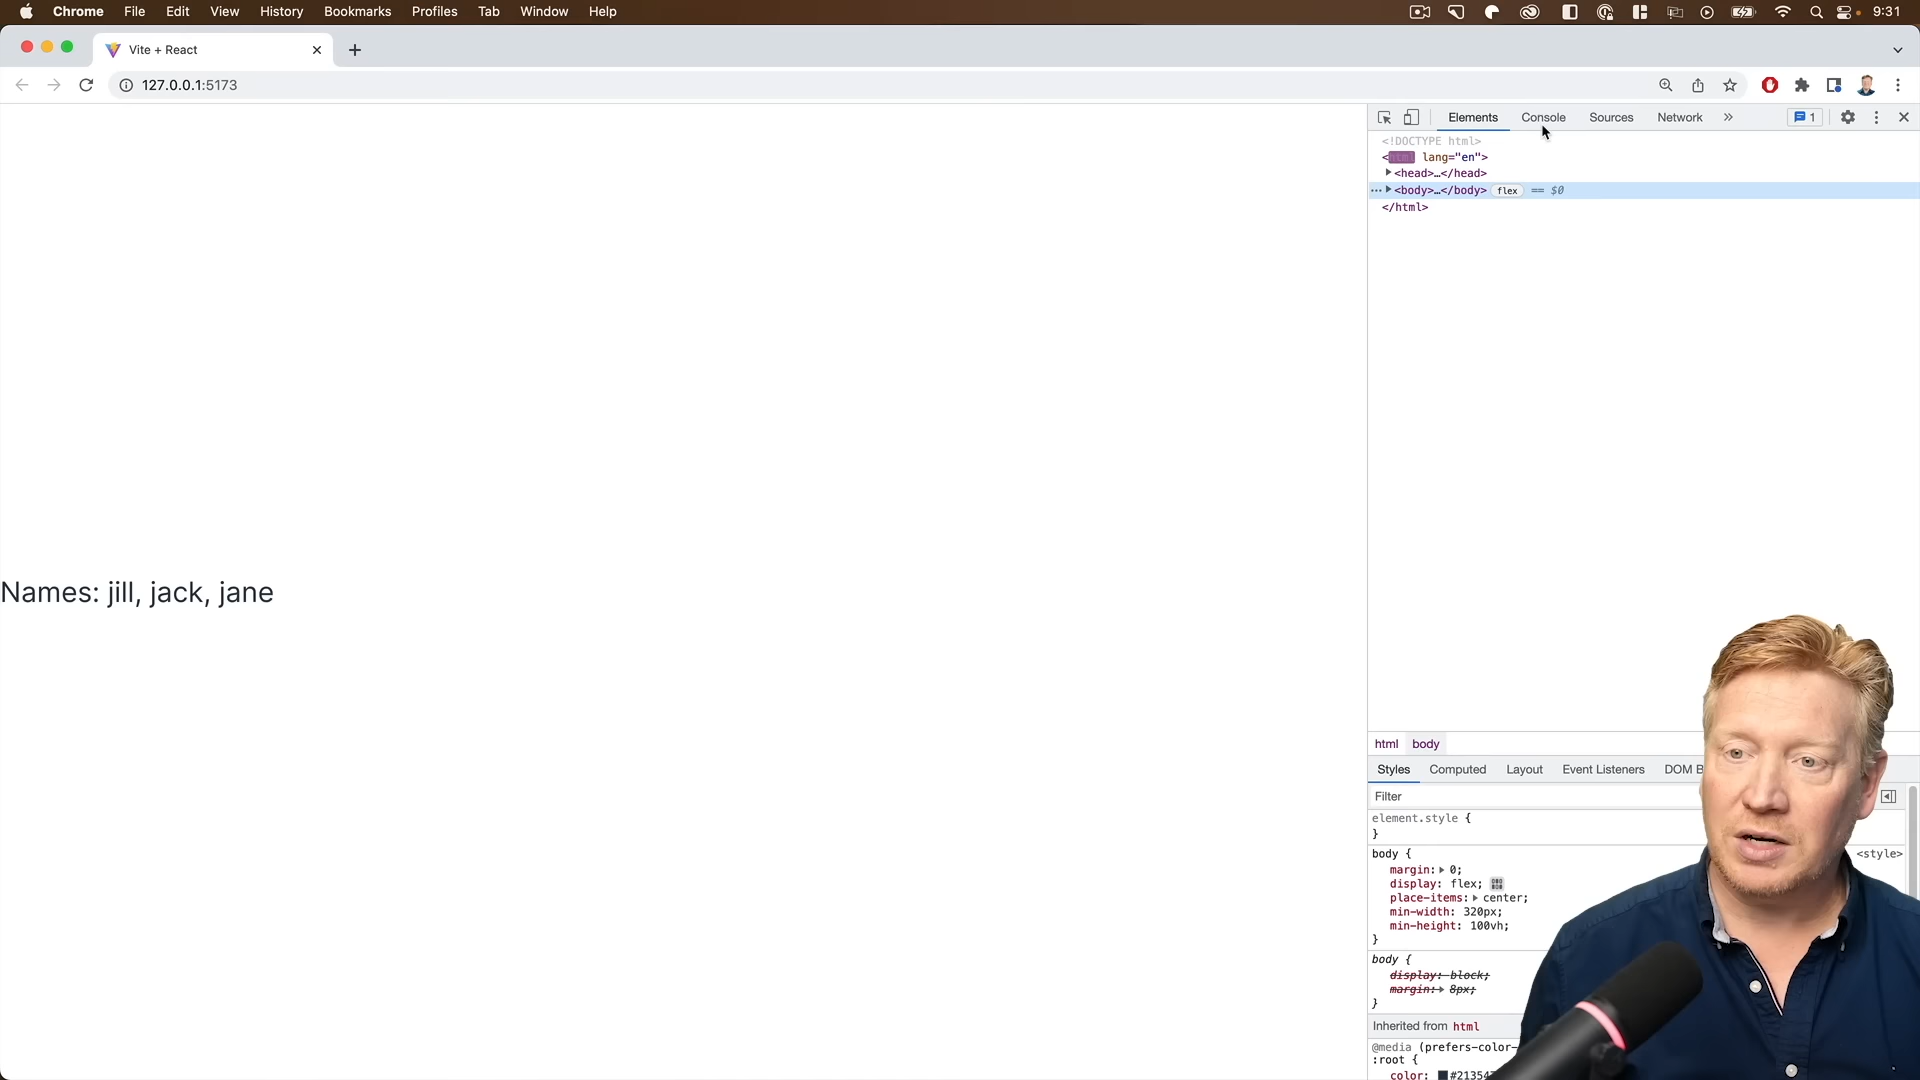 Chrome File Edit View History Bookmarks Profiles Tab Window Help 9:31
Vite + React
127.0.0.1:5173
Elements Console Sources Network » 1
<!DOCTYPE html>
<html lang="en">
<head>…</head>
<body>…</body> flex == $0
</html>
Names: jill, jack, jane
html body
Styles Computed Layout Event Listeners DOM B
Filter
element.style {
}
body { <style>
margin: 0;
display: flex;
place-items: center;
min-width: 320px;
min-height: 100vh;
}
body {
display: block;
margin: 8px;
}
Inherited from html
@media (prefers-color-
:root {
color: #21354